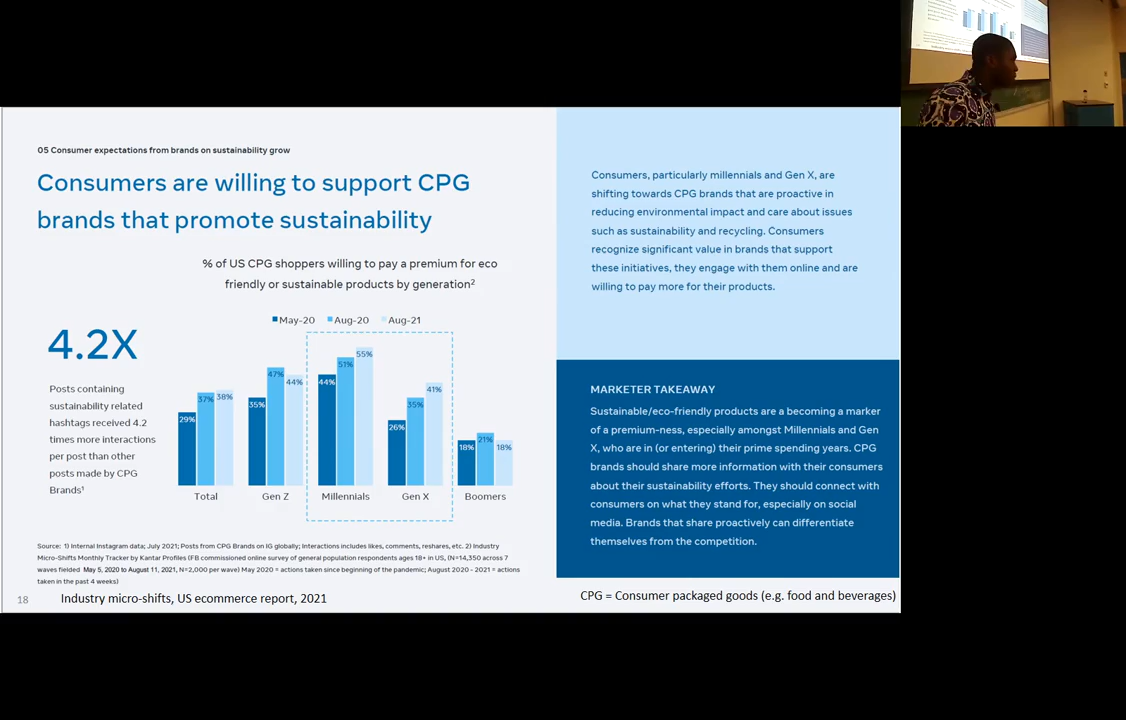 05 Consumer expectations from brands on sustainability grow
Consumers are willing to support CPG
brands that promote sustainability
% of US CPG shoppers willing to pay a premium for eco
friendly or sustainable products by generation²
May-20 Aug-20 Aug-21
4.2X
Posts containing
sustainability related
hashtags received 4.2
times more interactions
per post than other
posts made by CPG
Brands¹
29% 37% 38%
35% 47% 44%
44% 51% 55%
26% 35% 41%
18% 21% 18%
Total Gen Z Millennials Gen X Boomers
Source: 1) Internal Instagram data; July 2021; Posts from CPG Brands on IG globally; Interactions includes likes, comments, reshares, etc. 2) Industry
Micro-Shifts Monthly Tracker by Kantar Profiles (FB commissioned online survey of general population respondents ages 18+ in US, (N=14,350 across 7
waves fielded May 5, 2020 to August 11, 2021, N=2,000 per wave) May 2020 = actions taken since beginning of the pandemic; August 2020 - 2021 = actions
taken in the past 4 weeks)
18
Industry micro-shifts, US ecommerce report, 2021
Consumers, particularly millennials and Gen X, are
shifting towards CPG brands that are proactive in
reducing environmental impact and care about issues
such as sustainability and recycling. Consumers
recognize significant value in brands that support
these initiatives, they engage with them online and are
willing to pay more for their products.
MARKETER TAKEAWAY
Sustainable/eco-friendly products are a becoming a marker
of a premium-ness, especially amongst Millennials and Gen
X, who are in (or entering) their prime spending years. CPG
brands should share more information with their consumers
about their sustainability efforts. They should connect with
consumers on what they stand for, especially on social
media. Brands that share proactively can differentiate
themselves from the competition.
CPG = Consumer packaged goods (e.g. food and beverages)